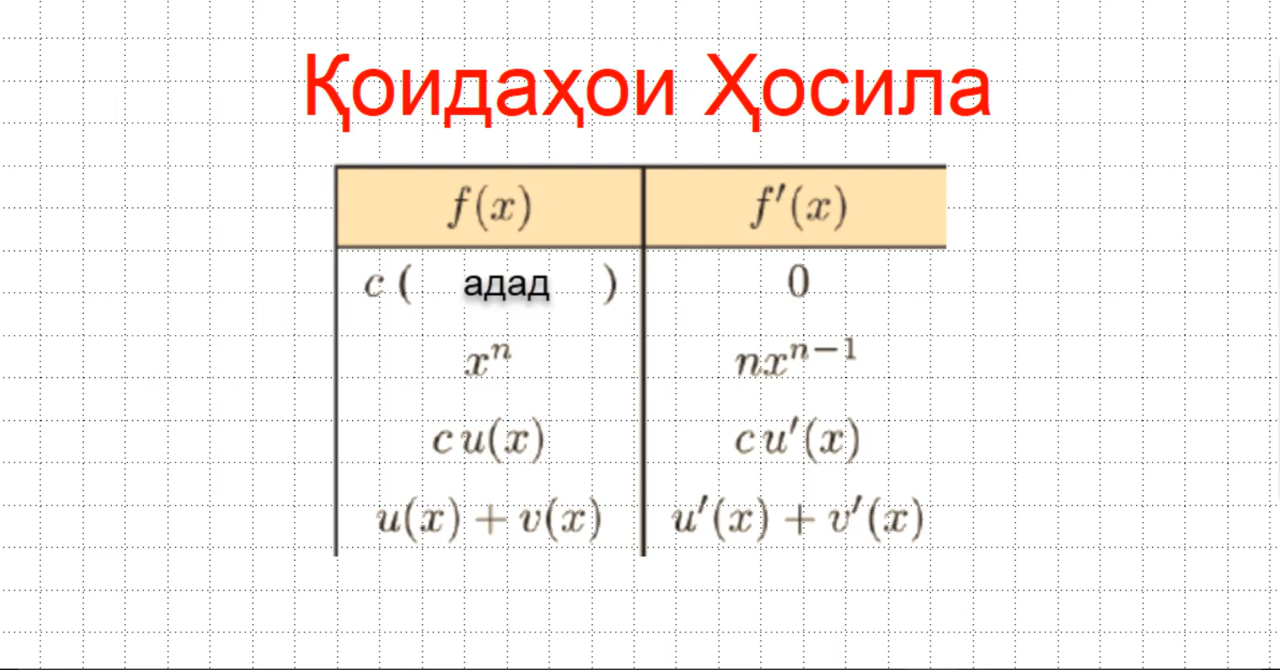 Қоидаҳои Ҳосила
f(x) f′(x)
c ( адад ) 0
xⁿ nxⁿ⁻¹
c u(x) c u′(x)
u(x) + v(x) u′(x) + v′(x)